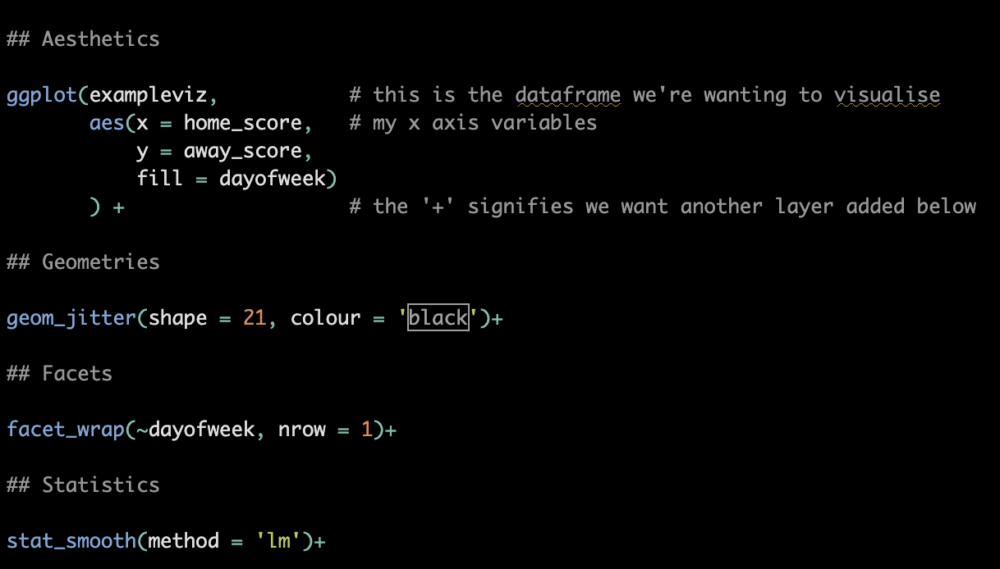 ## Aesthetics
ggplot(exampleviz, # this is the dataframe we're wanting to visualise
aes(x = home_score, # my x axis variables
y = away_score,
fill = dayofweek)
) + # the '+' signifies we want another layer added below
## Geometries
geom_jitter(shape = 21, colour = 'black')+
## Facets
facet_wrap(~dayofweek, nrow = 1)+
## Statistics
stat_smooth(method = 'lm')+